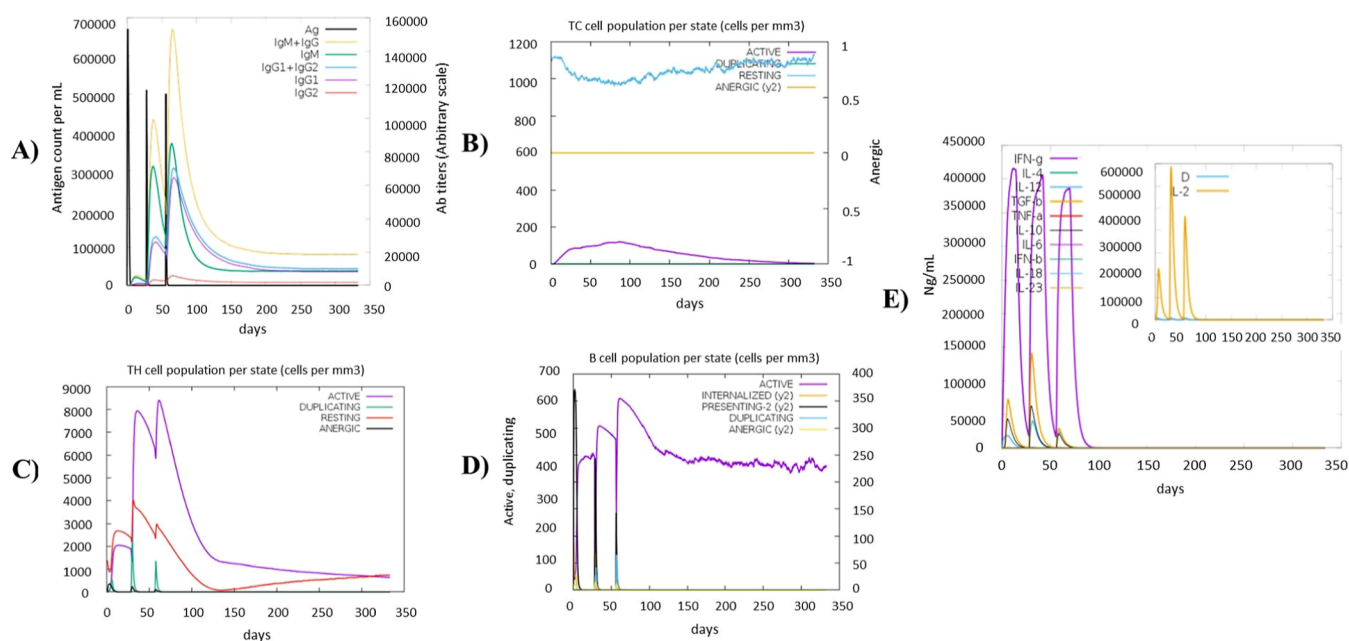 A)
Antigen count per mL
700000
600000
500000
400000
300000
200000
100000
0
Ag
IgM+IgG
IgM
IgG1+IgG2
IgG1
IgG2
160000
140000
120000
100000
80000
60000
40000
20000
0
Ab titers (Arbitrary scale)
0 50 100 150 200 250 300 350
days
B)
TC cell population per state (cells per mm3)
1200
1000
800
600
400
200
0
ACTIVE
DUPLICATING
RESTING
ANERGIC (y2)
1
0.5
0
0.5
-1
Anergic
0 50 100 150 200 250 300 350
days
C)
TH cell population per state (cells per mm3)
9000
8000
7000
6000
5000
4000
3000
2000
1000
0
ACTIVE
DUPLICATING
RESTING
ANERGIC
0 50 100 150 200 250 300 350
days
D)
B cell population per state (cells per mm3)
Active, duplicating
700
600
500
400
300
200
100
0
ACTIVE
INTERNALIZED (y2)
PRESENTING-2 (y2)
DUPLICATING
ANERGIC (y2)
400
350
300
250
200
150
100
50
0
0 50 100 150 200 250 300 350
days
E)
Ng/mL
450000
400000
350000
300000
250000
200000
150000
100000
50000
0
IFN-g
IL-4
IL-12
TGF-b
TNF-a
IL-10
IL-6
IFN-b
IL-18
IL-23
600000
500000
400000
300000
200000
100000
0
D
IL-2
0 50 100 150 200 250 300 350
0 50 100 150 200 250 300 350
days